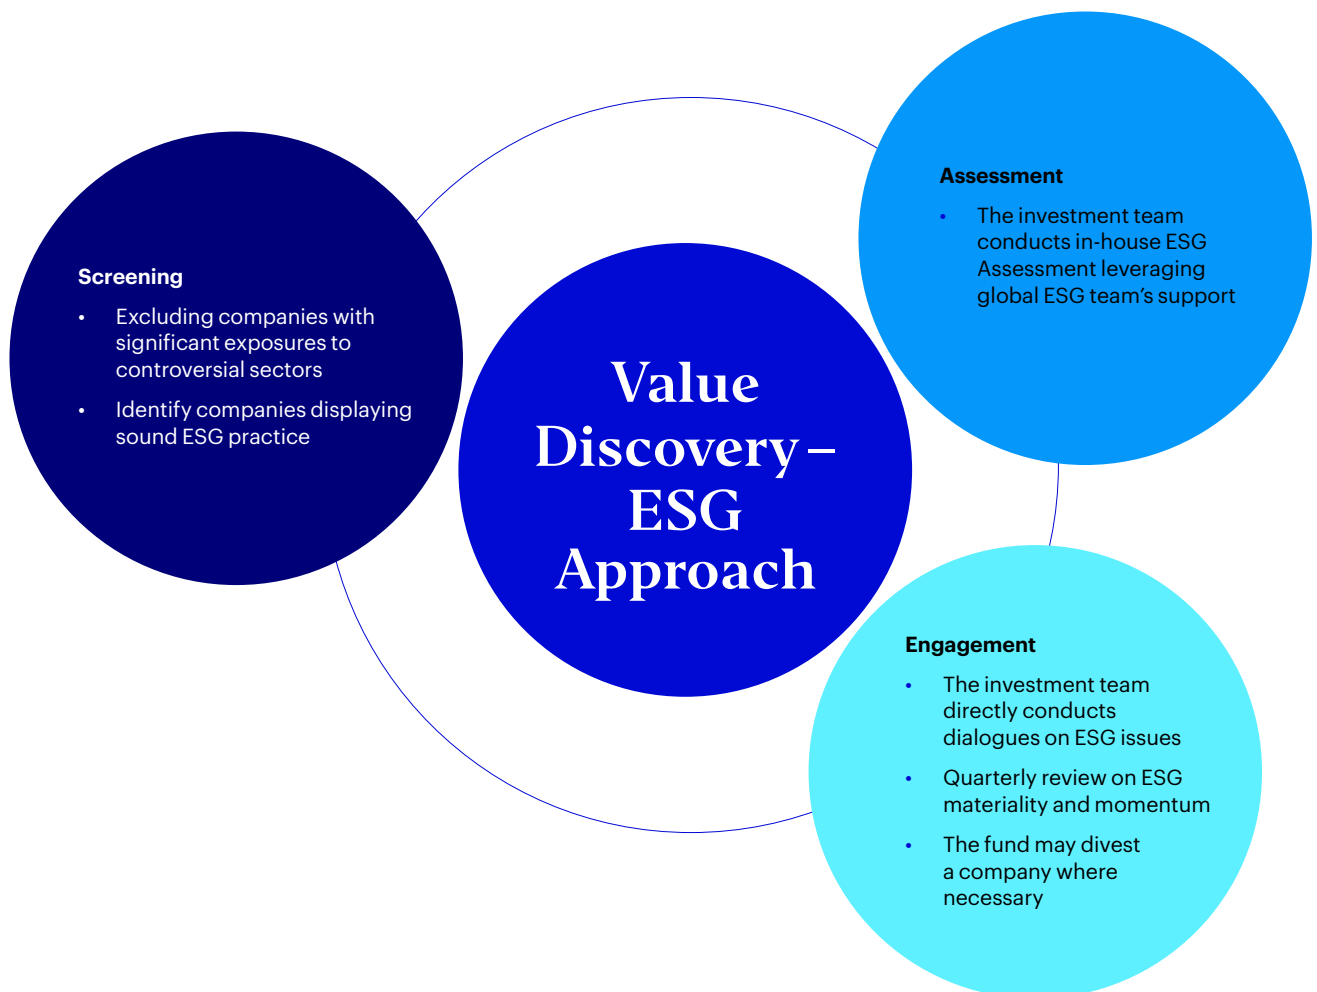 Screening
• Excluding companies with
significant exposures to
controversial sectors
• Identify companies displaying
sound ESG practice
Value
Discovery –
ESG
Approach
Assessment
• The investment team
conducts in-house ESG
Assessment leveraging
global ESG team’s support
Engagement
• The investment team
directly conducts
dialogues on ESG issues
• Quarterly review on ESG
materiality and momentum
• The fund may divest
a company where
necessary